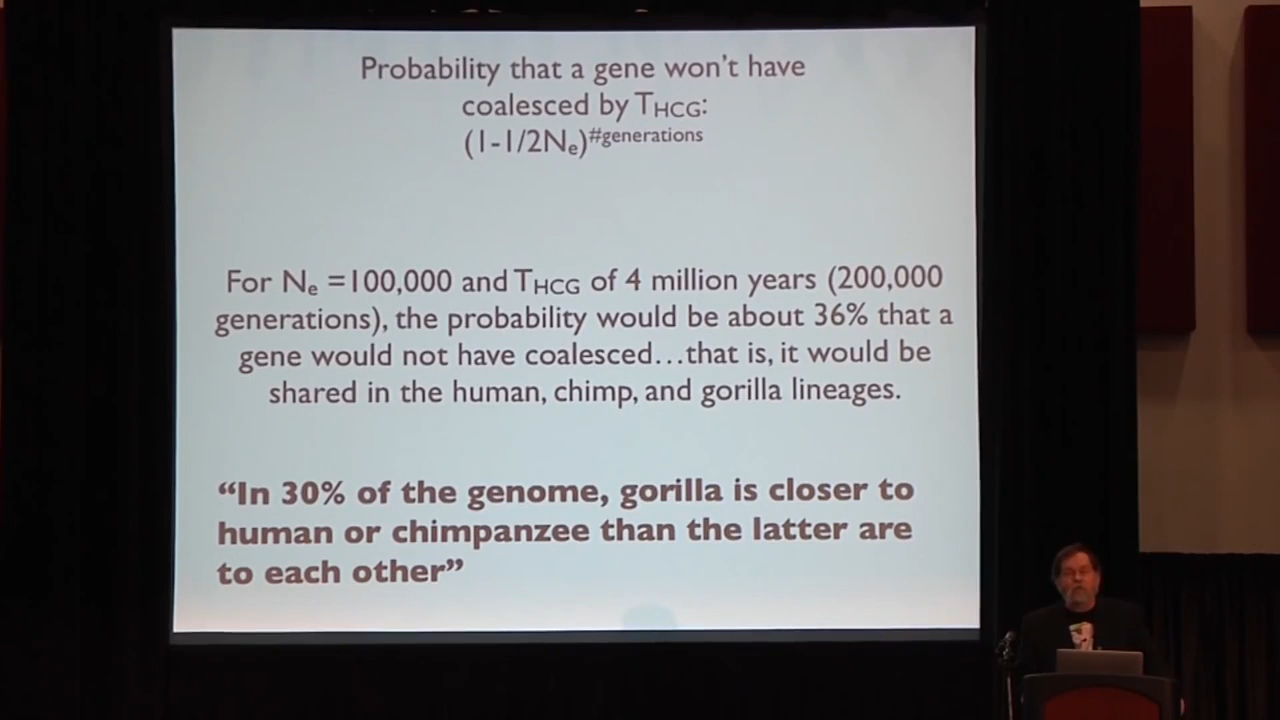 Probability that a gene won't have
coalesced by THCG:
(1-1/2Ne)#generations
For Ne =100,000 and THCG of 4 million years (200,000
generations), the probability would be about 36% that a
gene would not have coalesced...that is, it would be
shared in the human, chimp, and gorilla lineages.
“In 30% of the genome, gorilla is closer to
human or chimpanzee than the latter are
to each other”